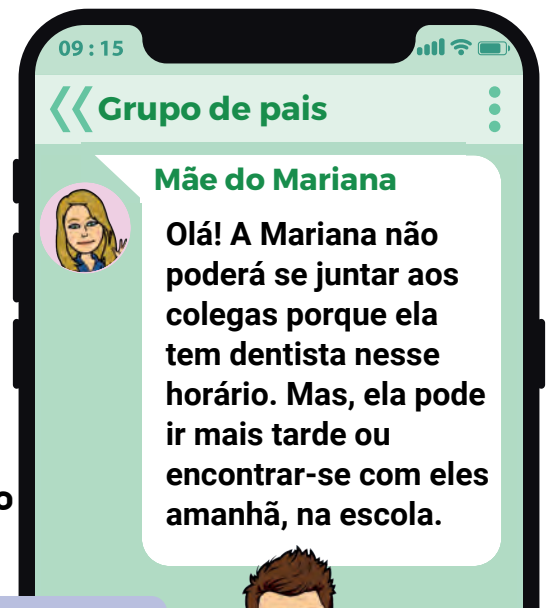 09:15
Grupo de pais
Mãe do Mariana
Olá! A Mariana não
poderá se juntar aos
colegas porque ela
tem dentista nesse
horário. Mas, ela pode
ir mais tarde ou
encontrar-se com eles
amanhã, na escola.
o